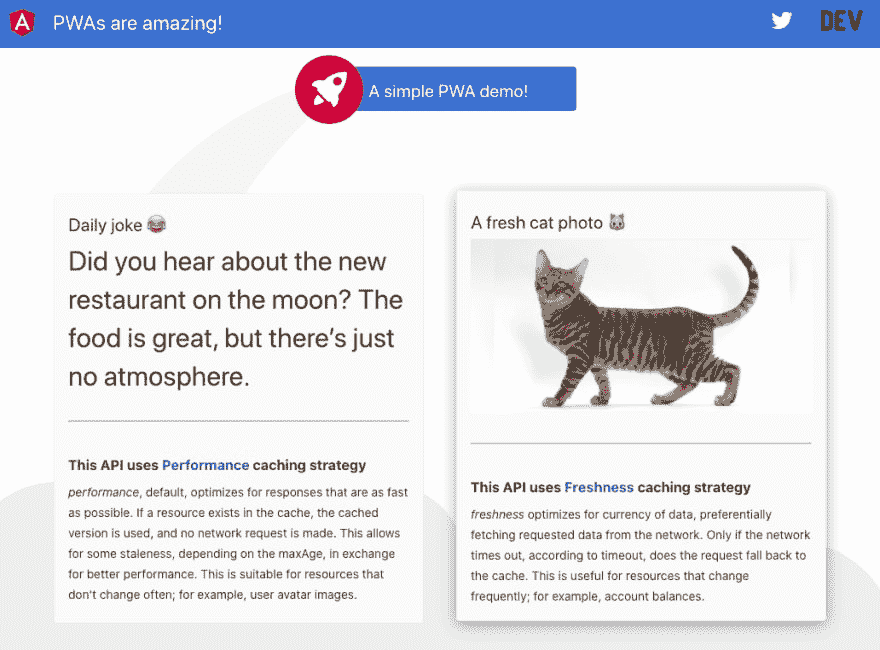 A
PWAs are amazing!
DEV
A simple PWA demo!
Daily joke 😂
Did you hear about the new
restaurant on the moon? The
food is great, but there's just
no atmosphere.
This API uses Performance caching strategy
performance, default, optimizes for responses that are as fast
as possible. If a resource exists in the cache, the cached
version is used, and no network request is made. This allows
for some staleness, depending on the maxAge, in exchange
for better performance. This is suitable for resources that
don't change often; for example, user avatar images.
A fresh cat photo 🐱
This API uses Freshness caching strategy
freshness optimizes for currency of data, preferentially
fetching requested data from the network. Only if the network
times out, according to timeout, does the request fall back to
the cache. This is useful for resources that change
frequently; for example, account balances.